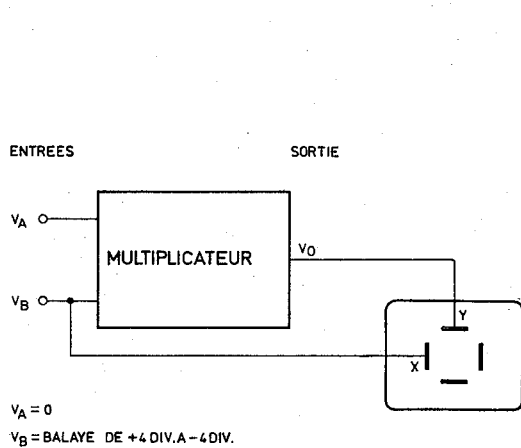 ENTREES
SORTIE
VA
MULTIPLICATEUR
VO
VB
Y
X
VA = 0
VB = BALAYE DE +4 DIV. A -4 DIV.